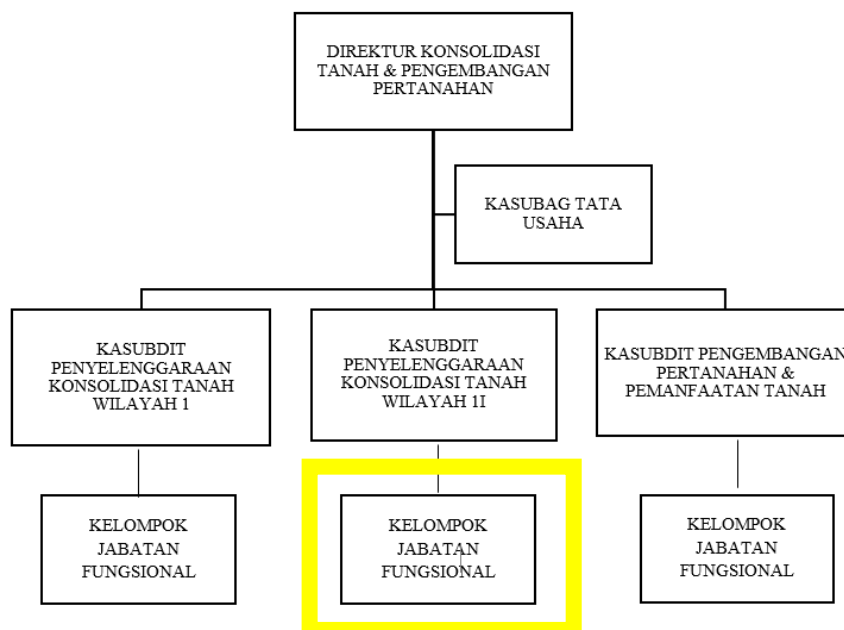 DIREKTUR KONSOLIDASI
TANAH & PENGEMBANGAN
PERTANAHAN
KASUBAG TATA
USAHA
KASUBDIT
PENYELENGGARAAN
KONSOLIDASI TANAH
WILAYAH 1
KASUBDIT
PENYELENGGARAAN
KONSOLIDASI TANAH
WILAYAH 1I
KASUBDIT PENGEMBANGAN
PERTANAHAN &
PEMANFAATAN TANAH
KELOMPOK
JABATAN
FUNGSIONAL
KELOMPOK
JABATAN
FUNGSIONAL
KELOMPOK
JABATAN
FUNGSIONAL